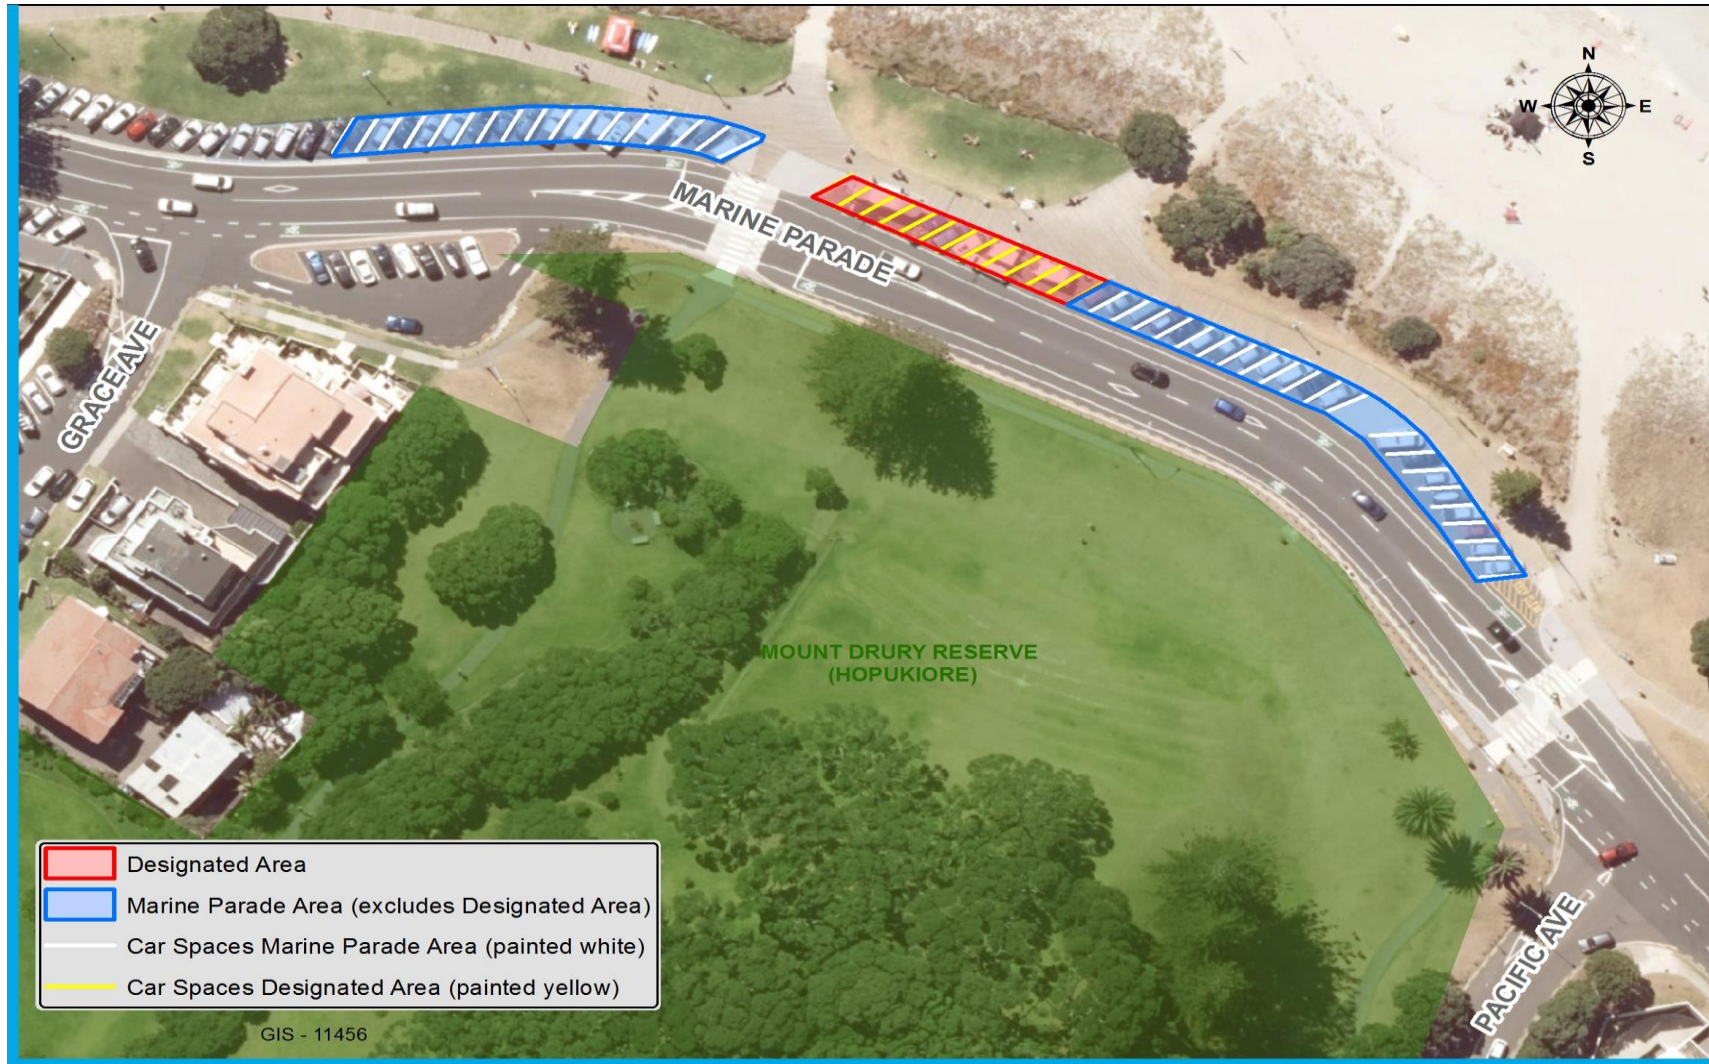 N
W E
S
MARINE PARADE
GRACE AVE
MOUNT DRURY RESERVE
(HOPUKIORE)
PACIFIC AVE
Designated Area
Marine Parade Area (excludes Designated Area)
Car Spaces Marine Parade Area (painted white)
Car Spaces Designated Area (painted yellow)
GIS - 11456